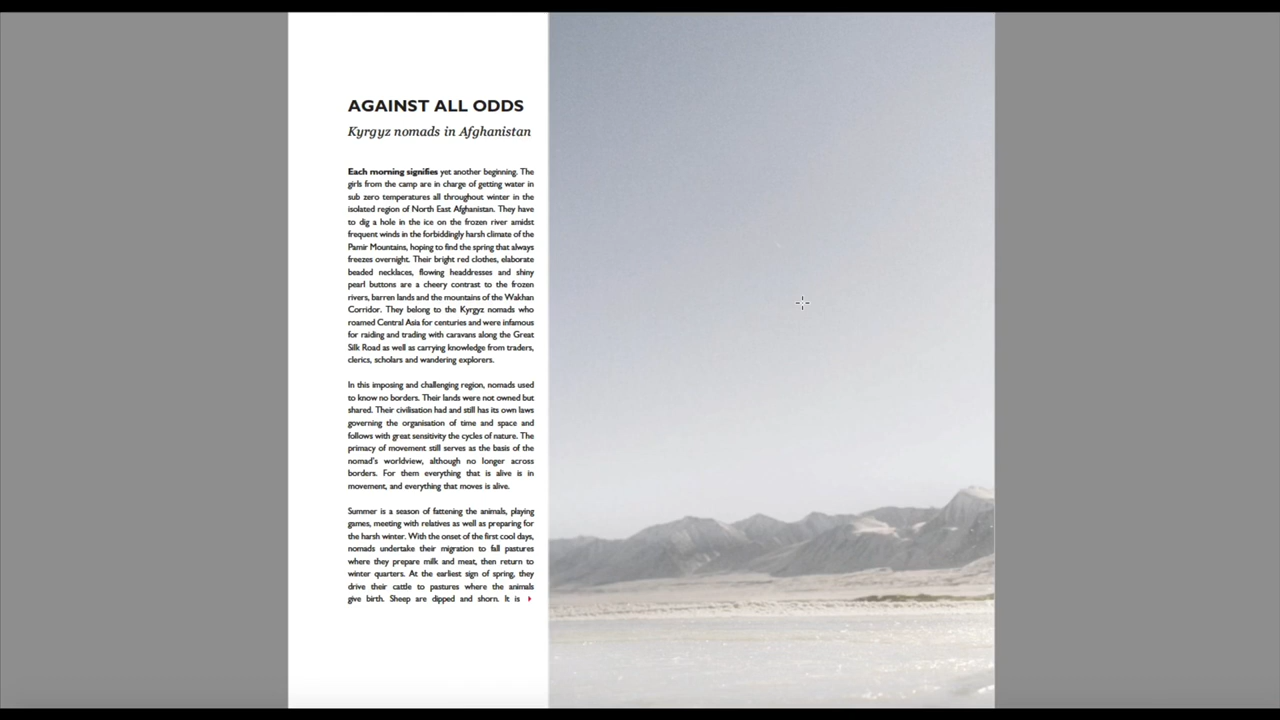 AGAINST ALL ODDS
Kyrgyz nomads in Afghanistan
Each morning signifies yet another beginning. The
girls from the camp are in charge of getting water in
sub zero temperatures all throughout winter in the
isolated region of North East Afghanistan. They have
to dig a hole in the ice on the frozen river amidst
frequent winds in the forbiddingly harsh climate of the
Pamir Mountains, hoping to find the spring that always
freezes overnight. Their bright red clothes, elaborate
beaded necklaces, flowing headdresses and shiny
pearl buttons are a cheery contrast to the frozen
rivers, barren lands and the mountains of the Wakhan
Corridor. They belong to the Kyrgyz nomads who
roamed Central Asia for centuries and were infamous
for raiding and trading with caravans along the Great
Silk Road as well as carrying knowledge from traders,
clerics, scholars and wandering explorers.
In this imposing and challenging region, nomads used
to know no borders. Their lands were not owned but
shared. Their civilisation had and still has its own laws
governing the organisation of time and space and
follows with great sensitivity the cycles of nature. The
primacy of movement still serves as the basis of the
nomad's worldview, although no longer across
borders. For them everything that is alive is in
movement, and everything that moves is alive.
Summer is a season of fattening the animals, playing
games, meeting with relatives as well as preparing for
the harsh winter. With the onset of the first cool days,
nomads undertake their migration to fall pastures
where they prepare milk and meat, then return to
winter quarters. At the earliest sign of spring, they
drive their cattle to pastures where the animals
give birth. Sheep are dipped and shorn. It is